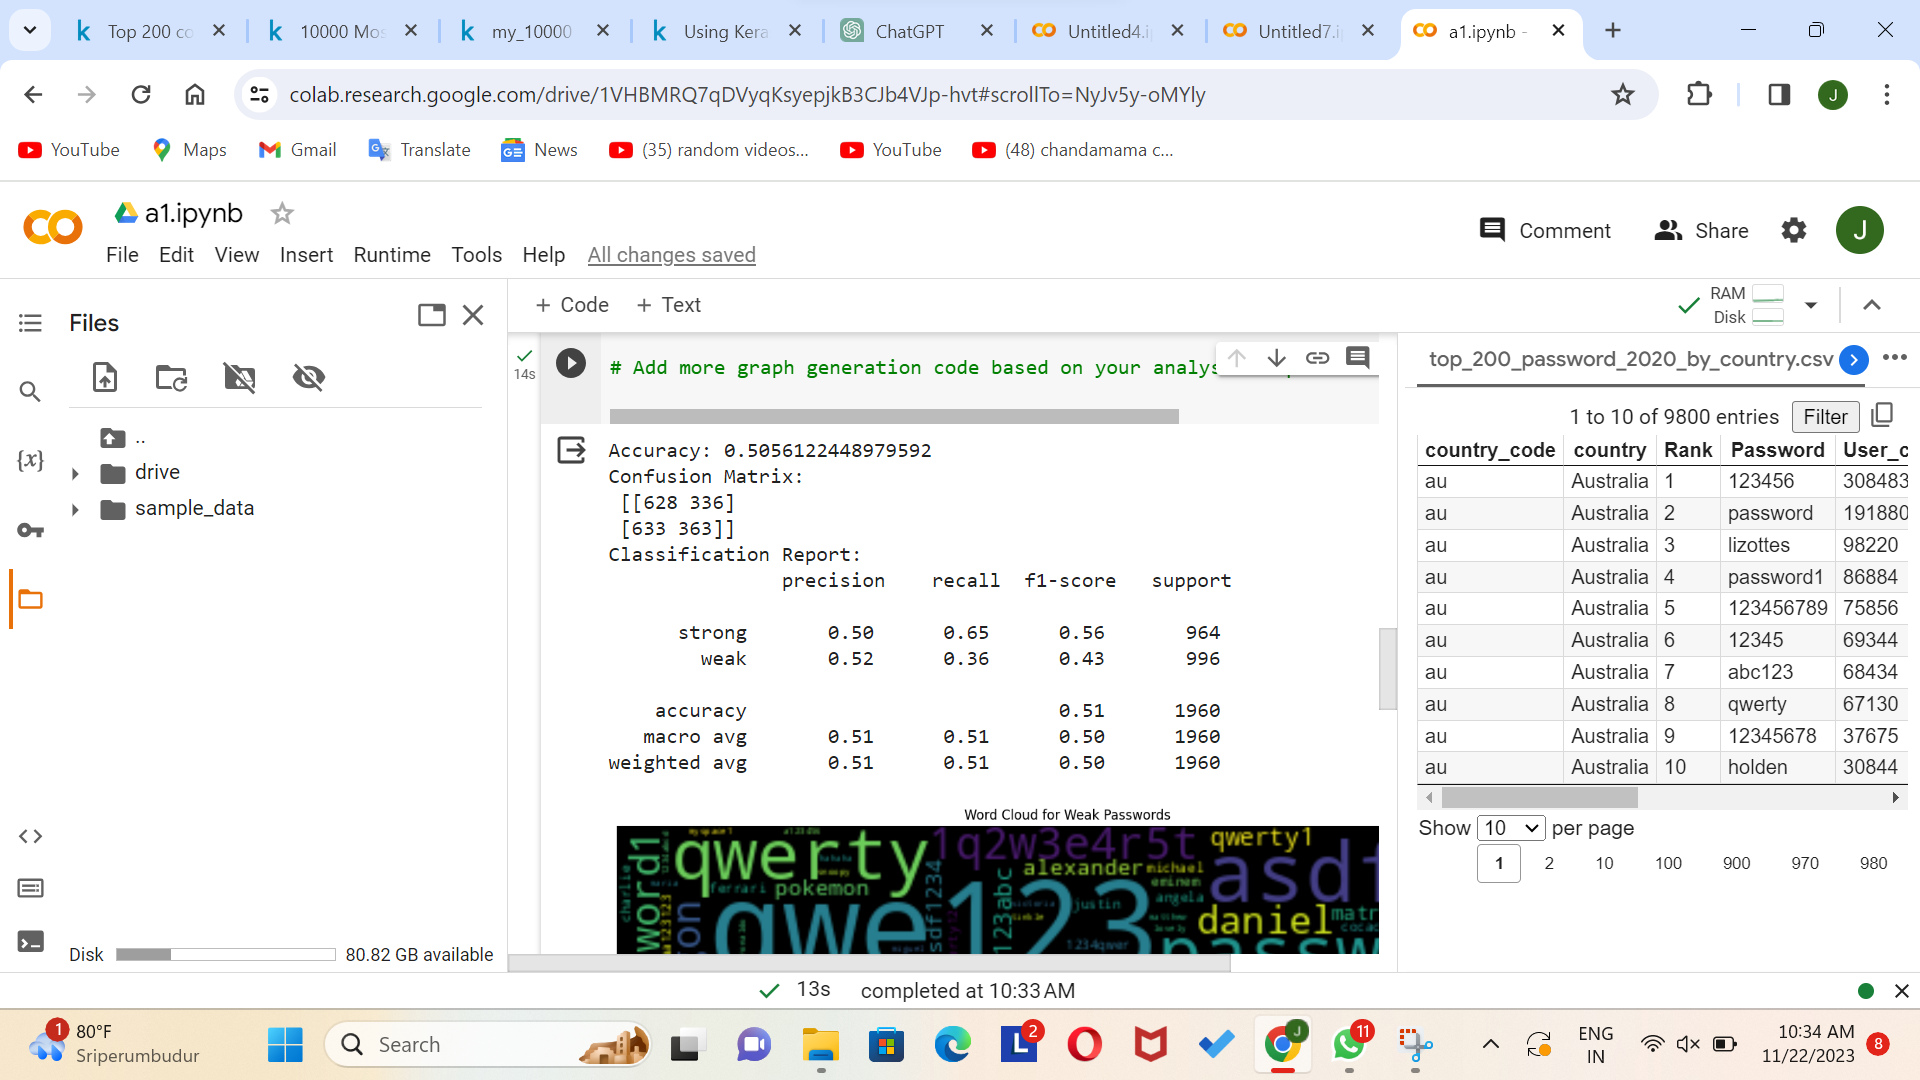 Top 200 co
10000 Mos
my_10000
Using Kera
ChatGPT
Untitled4.i
Untitled7.i
a1.ipynb -
colab.research.google.com/drive/1VHBMRQ7qDVyqKsyepjkB3CJb4VJp-hvt#scrollTo=NyJv5y-oMYly
J
YouTube
Maps
Gmail
Translate
News
(35) random videos...
YouTube
(48) chandamama c...
a1.ipynb
File Edit View Insert Runtime Tools Help All changes saved
Comment
Share
J
Files
+ Code + Text
RAM
Disk
..
drive
sample_data
Disk
80.82 GB available
14s
# Add more graph generation code based on your analys
Accuracy: 0.5056122448979592
Confusion Matrix:
[[628 336]
[633 363]]
Classification Report:
precision recall f1-score support
strong 0.50 0.65 0.56 964
weak 0.52 0.36 0.43 996
accuracy 0.51 1960
macro avg 0.51 0.51 0.50 1960
weighted avg 0.51 0.51 0.50 1960
Word Cloud for Weak Passwords
myspace1
qwerty
1q2w3e4r5t
qwerty1
charlie
word1
ferrari
pokemon
sdf1234
alexander
michael
eminem
asdf
angela
justin
daniel
matr
on
qwe123
123abc
1234qwer
passw
top_200_password_2020_by_country.csv
1 to 10 of 9800 entries
Filter
country_code country Rank Password User_c
au Australia 1 123456 308483
au Australia 2 password 191880
au Australia 3 lizottes 98220
au Australia 4 password1 86884
au Australia 5 123456789 75856
au Australia 6 12345 69344
au Australia 7 abc123 68434
au Australia 8 qwerty 67130
au Australia 9 12345678 37675
au Australia 10 holden 30844
Show 10 per page
1 2 10 100 900 970 980
13s completed at 10:33 AM
1
80°F
Sriperumbudur
Search
2
J
11
ENG
IN
10:34 AM
11/22/2023
8